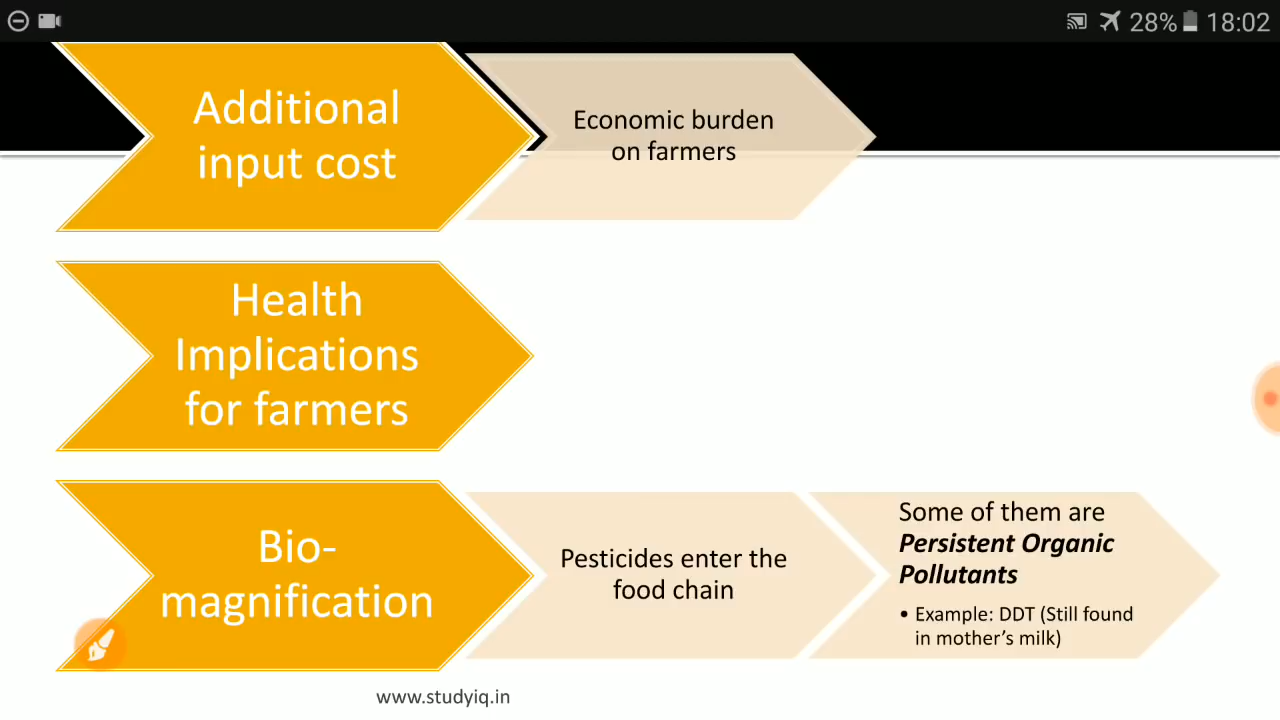 28% 18:02
Additional
input cost
Economic burden
on farmers
Health
Implications
for farmers
Bio-
magnification
Pesticides enter the
food chain
Some of them are
Persistent Organic
Pollutants
• Example: DDT (Still found
in mother's milk)
www.studyiq.in